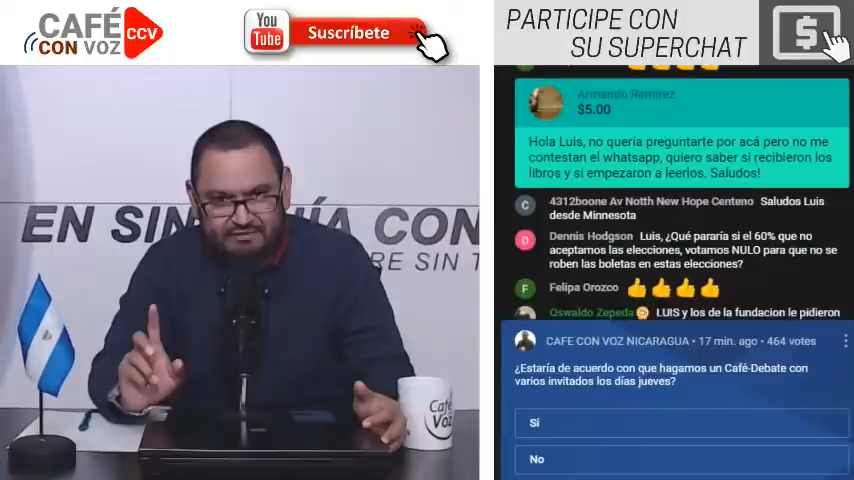 CAFÉ
CON VOZ
CCV
You
Tube
Suscríbete
PARTICIPE CON
SU SUPERCHAT
$
EN SIN ÍA CON
RE SIN T
Café
Voz
Armando Ramirez
$5.00
Hola Luis, no quería preguntarte por acá pero no me
contestan el whatsapp, quiero saber si recibieron los
libros y si empezaron a leerlos. Saludos!
C 4312boone Av Notth New Hope Centeno Saludos Luis
desde Minnesota
D Dennis Hodgson Luis, ¿Qué pararía si el 60% que no
aceptamos las elecciones, votamos NULO para que no se
roben las boletas en estas elecciones?
F Felipa Orozco
Oswaldo Zepeda LUIS y los de la fundacion le pidieron
CAFE CON VOZ NICARAGUA • 17 min. ago • 464 votes
¿Estaría de acuerdo con que hagamos un Café-Debate con
varios invitados los días jueves?
Sí
No